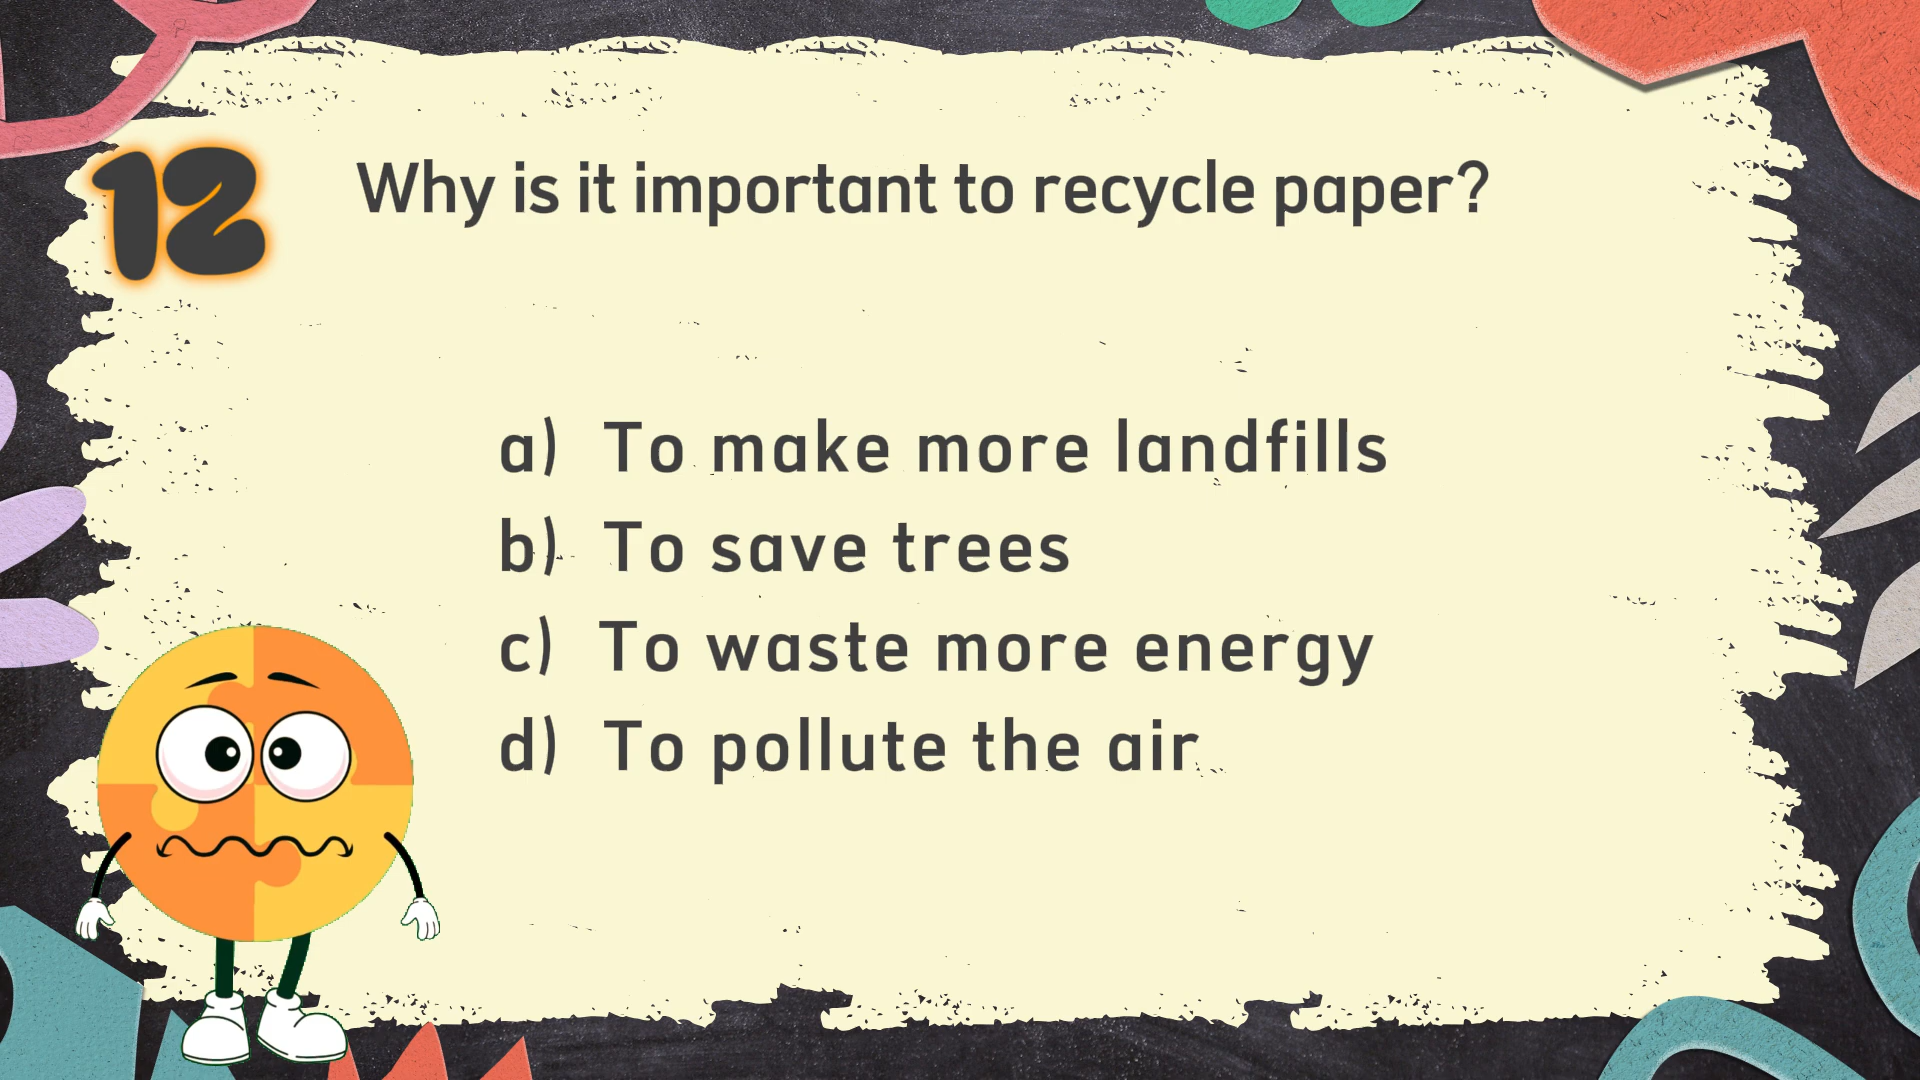 12
Why is it important to recycle paper?
a) To make more landfills
b) To save trees
c) To waste more energy
d) To pollute the air